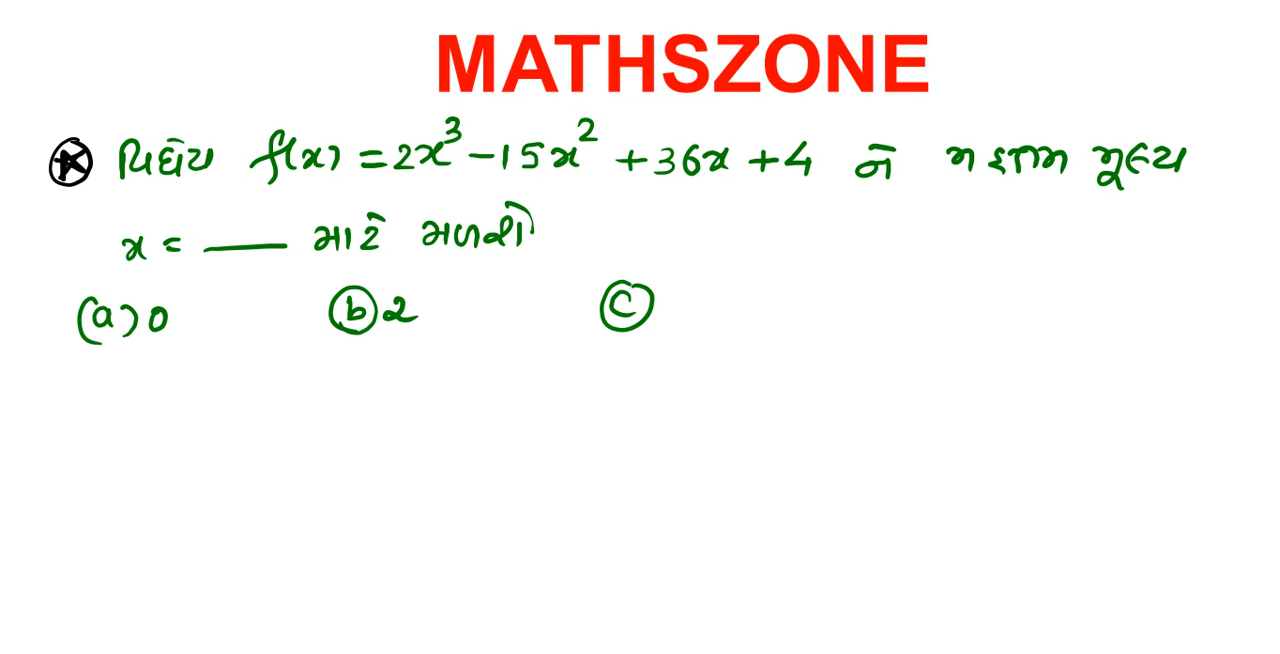 MATHSZONE
વિધેય f(x) = 2x³ - 15x² + 36x + 4 ને મહત્તમ મૂલ્ય
x = ___ માટે મળશે
(a) 0 (b) 2 (c)